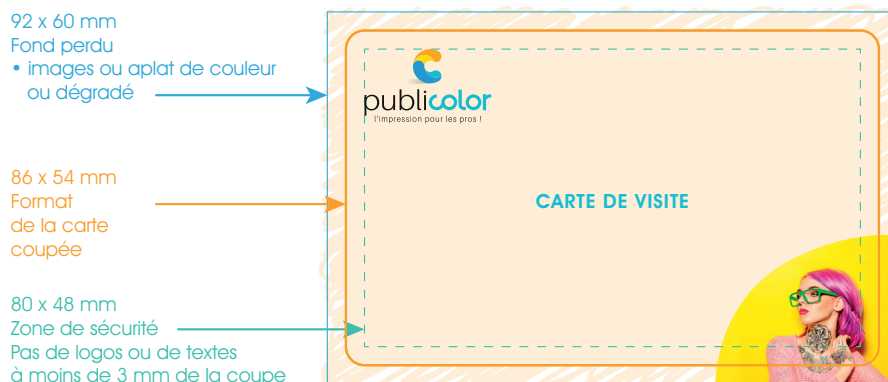 92 x 60 mm
Fond perdu
• images ou aplat de couleur
ou dégradé
publicolor
l'impression pour les pros !
86 x 54 mm
Format
de la carte
coupée
CARTE DE VISITE
80 x 48 mm
Zone de sécurité
Pas de logos ou de textes
à moins de 3 mm de la coupe